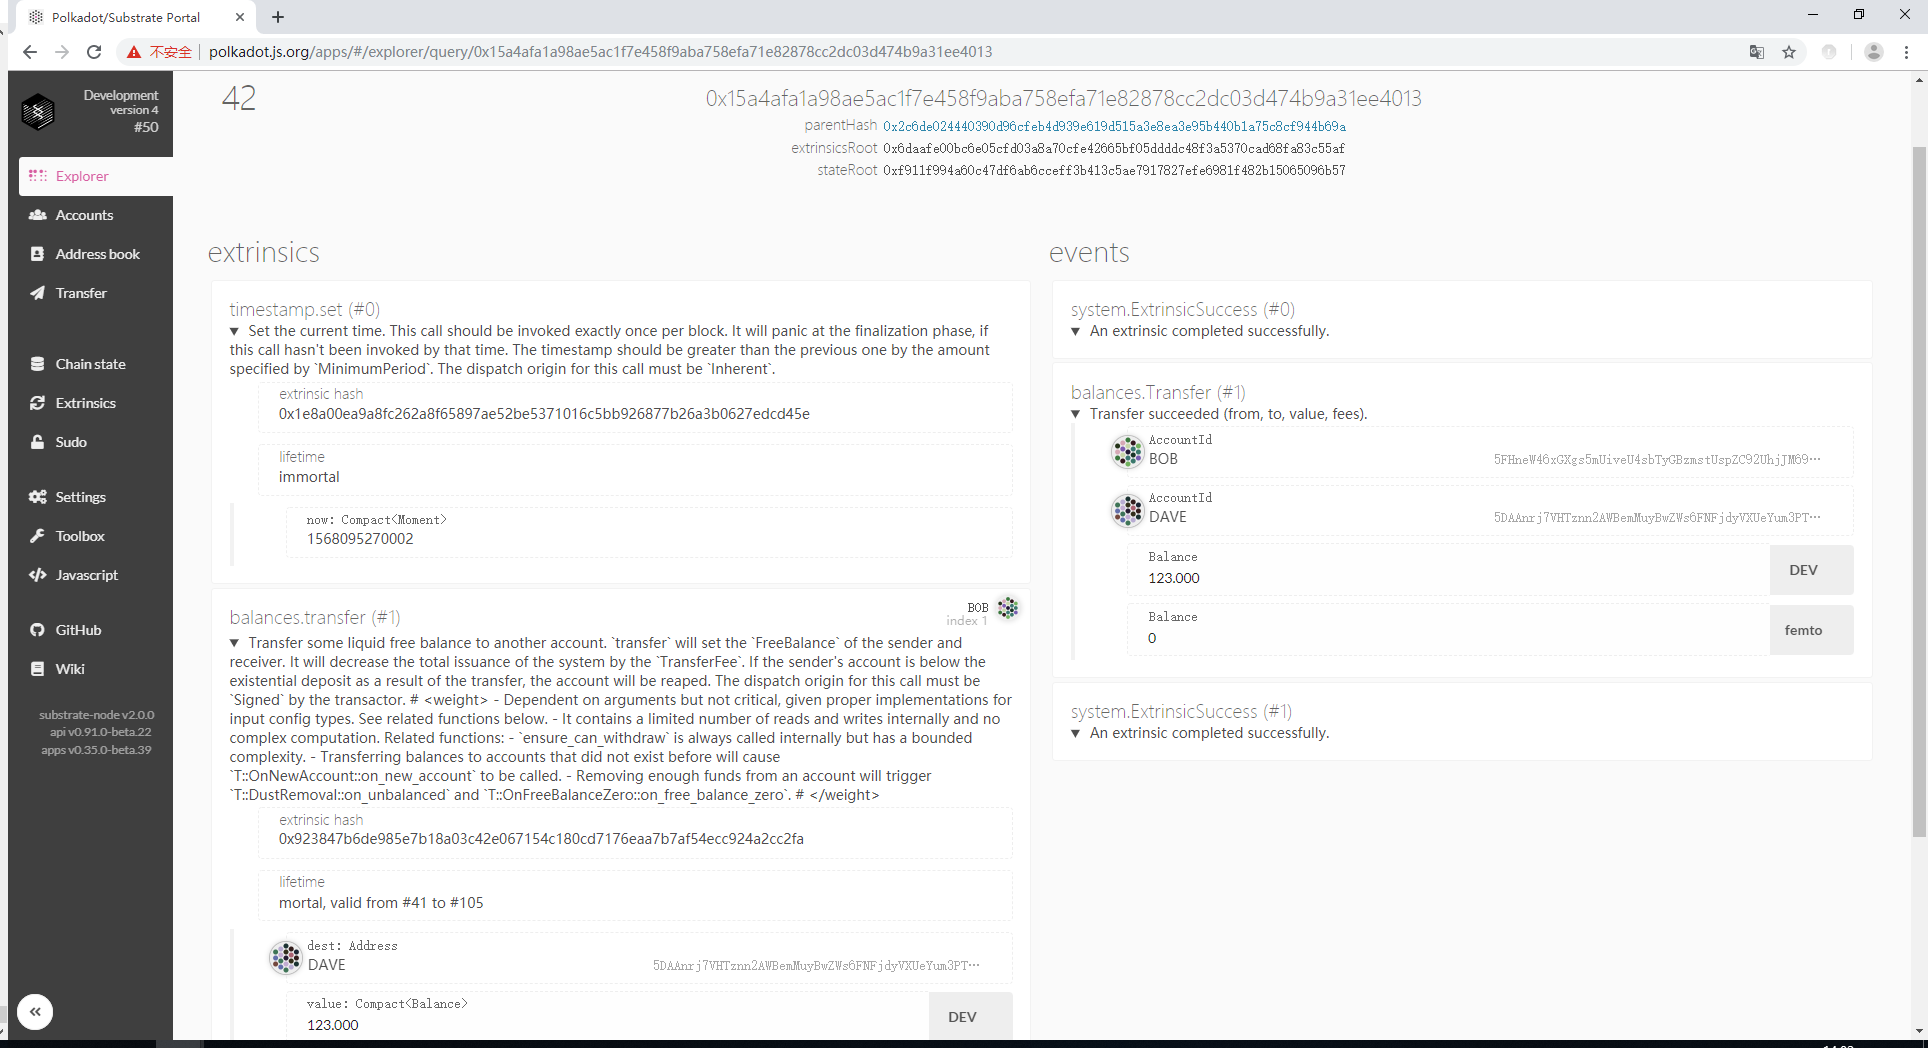 Polkadot/Substrate Portal
不安全
polkadot.js.org/apps/#/explorer/query/0x15a4afa1a98ae5ac1f7e458f9aba758efa71e82878cc2dc03d474b9a31ee4013
Development
version 4
#50
Explorer
Accounts
Address book
Transfer
Chain state
Extrinsics
Sudo
Settings
Toolbox
Javascript
GitHub
Wiki
substrate-node v2.0.0
api v0.91.0-beta.22
apps v0.35.0-beta.39
42
0x15a4afa1a98ae5ac1f7e458f9aba758efa71e82878cc2dc03d474b9a31ee4013
parentHash 0x2c6de024440390d96cfeb4d939e619d515a3e8ea3e95b440b1a75c8cf944b69a
extrinsicsRoot 0x6daafe00bc6e05cfd03a8a70cfe42665bf05ddddc48f3a5370cad68fa83c55af
stateRoot 0xf911f994a60c47df6ab6cceff3b413c5ae7917827efe6981f482b15065096b57
extrinsics
timestamp.set (#0)
▼ Set the current time. This call should be invoked exactly once per block. It will panic at the finalization phase, if
this call hasn't been invoked by that time. The timestamp should be greater than the previous one by the amount
specified by `MinimumPeriod`. The dispatch origin for this call must be `Inherent`.
extrinsic hash
0x1e8a00ea9a8fc262a8f65897ae52be5371016c5bb926877b26a3b0627edcd45e
lifetime
immortal
now: Compact<Moment>
1568095270002
balances.transfer (#1)
BOB
index 1
▼ Transfer some liquid free balance to another account. `transfer` will set the `FreeBalance` of the sender and
receiver. It will decrease the total issuance of the system by the `TransferFee`. If the sender's account is below the
existential deposit as a result of the transfer, the account will be reaped. The dispatch origin for this call must be
`Signed` by the transactor. # <weight> - Dependent on arguments but not critical, given proper implementations for
input config types. See related functions below. - It contains a limited number of reads and writes internally and no
complex computation. Related functions: - `ensure_can_withdraw` is always called internally but has a bounded
complexity. - Transferring balances to accounts that did not exist before will cause
`T::OnNewAccount::on_new_account` to be called. - Removing enough funds from an account will trigger
`T::DustRemoval::on_unbalanced` and `T::OnFreeBalanceZero::on_free_balance_zero`. # </weight>
extrinsic hash
0x923847b6de985e7b18a03c42e067154c180cd7176eaa7b7af54ecc924a2cc2fa
lifetime
mortal, valid from #41 to #105
dest: Address
DAVE 5DAAnrj7VHTznn2AWBemMuyBwZWs6FNFjdyVXUeYum3PT…
value: Compact<Balance>
123.000 DEV
events
system.ExtrinsicSuccess (#0)
▼ An extrinsic completed successfully.
balances.Transfer (#1)
▼ Transfer succeeded (from, to, value, fees).
AccountId
BOB 5FHneW46xGXgs5mUiveU4sbTyGBzmstUspZC92UhjJM69…
AccountId
DAVE 5DAAnrj7VHTznn2AWBemMuyBwZWs6FNFjdyVXUeYum3PT…
Balance
123.000 DEV
Balance
0 femto
system.ExtrinsicSuccess (#1)
▼ An extrinsic completed successfully.